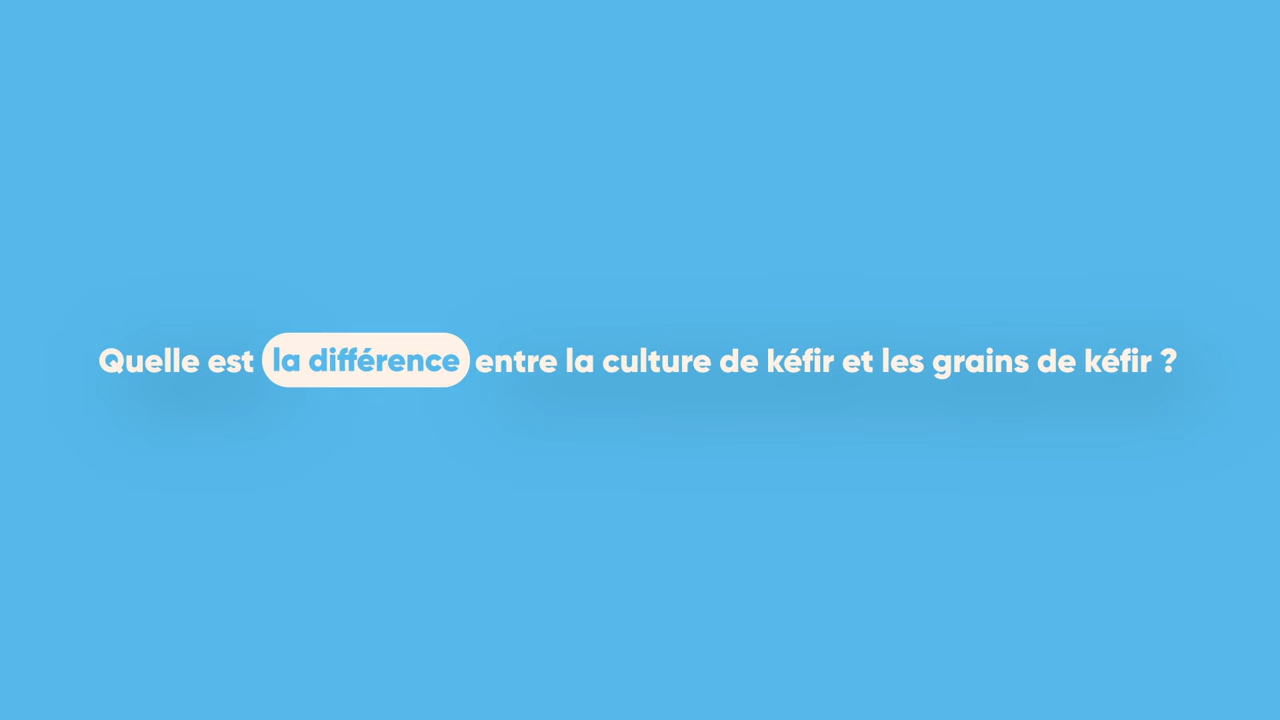 Quelle est la différence entre la culture de kéfir et les grains de kéfir ?